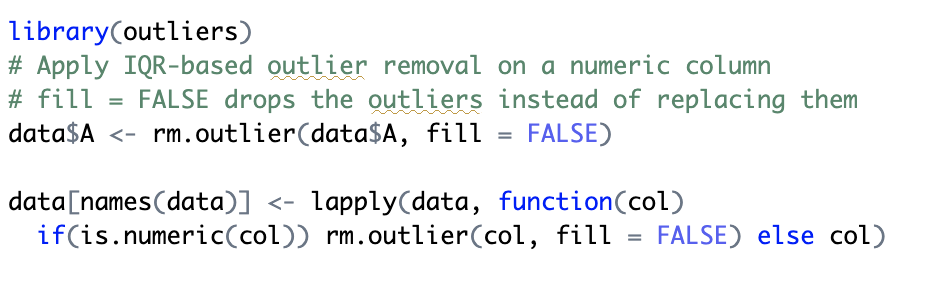 library(outliers)
# Apply IQR-based outlier removal on a numeric column
# fill = FALSE drops the outliers instead of replacing them
data$A <- rm.outlier(data$A, fill = FALSE)

data[names(data)] <- lapply(data, function(col)
  if(is.numeric(col)) rm.outlier(col, fill = FALSE) else col)